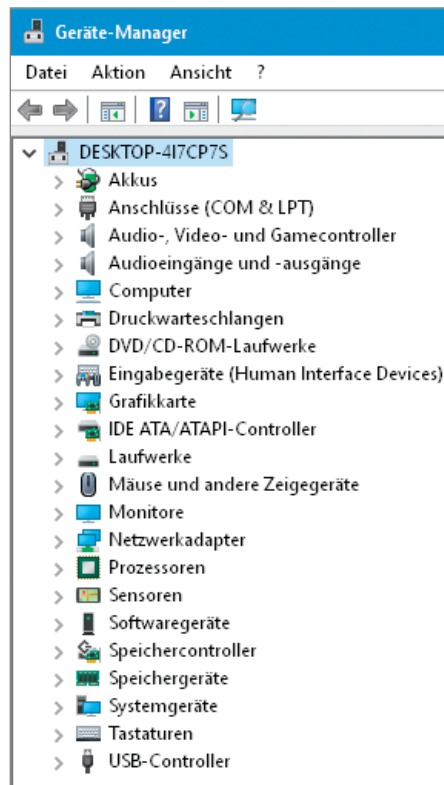 Geräte-Manager
Datei Aktion Ansicht ?
DESKTOP-4I7CP7S
Akkus
Anschlüsse (COM & LPT)
Audio-, Video- und Gamecontroller
Audioeingänge und -ausgänge
Computer
Druckwarteschlangen
DVD/CD-ROM-Laufwerke
Eingabegeräte (Human Interface Devices)
Grafikkarte
IDE ATA/ATAPI-Controller
Laufwerke
Mäuse und andere Zeigegeräte
Monitore
Netzwerkadapter
Prozessoren
Sensoren
Softwaregeräte
Speichercontroller
Speichergeräte
Systemgeräte
Tastaturen
USB-Controller